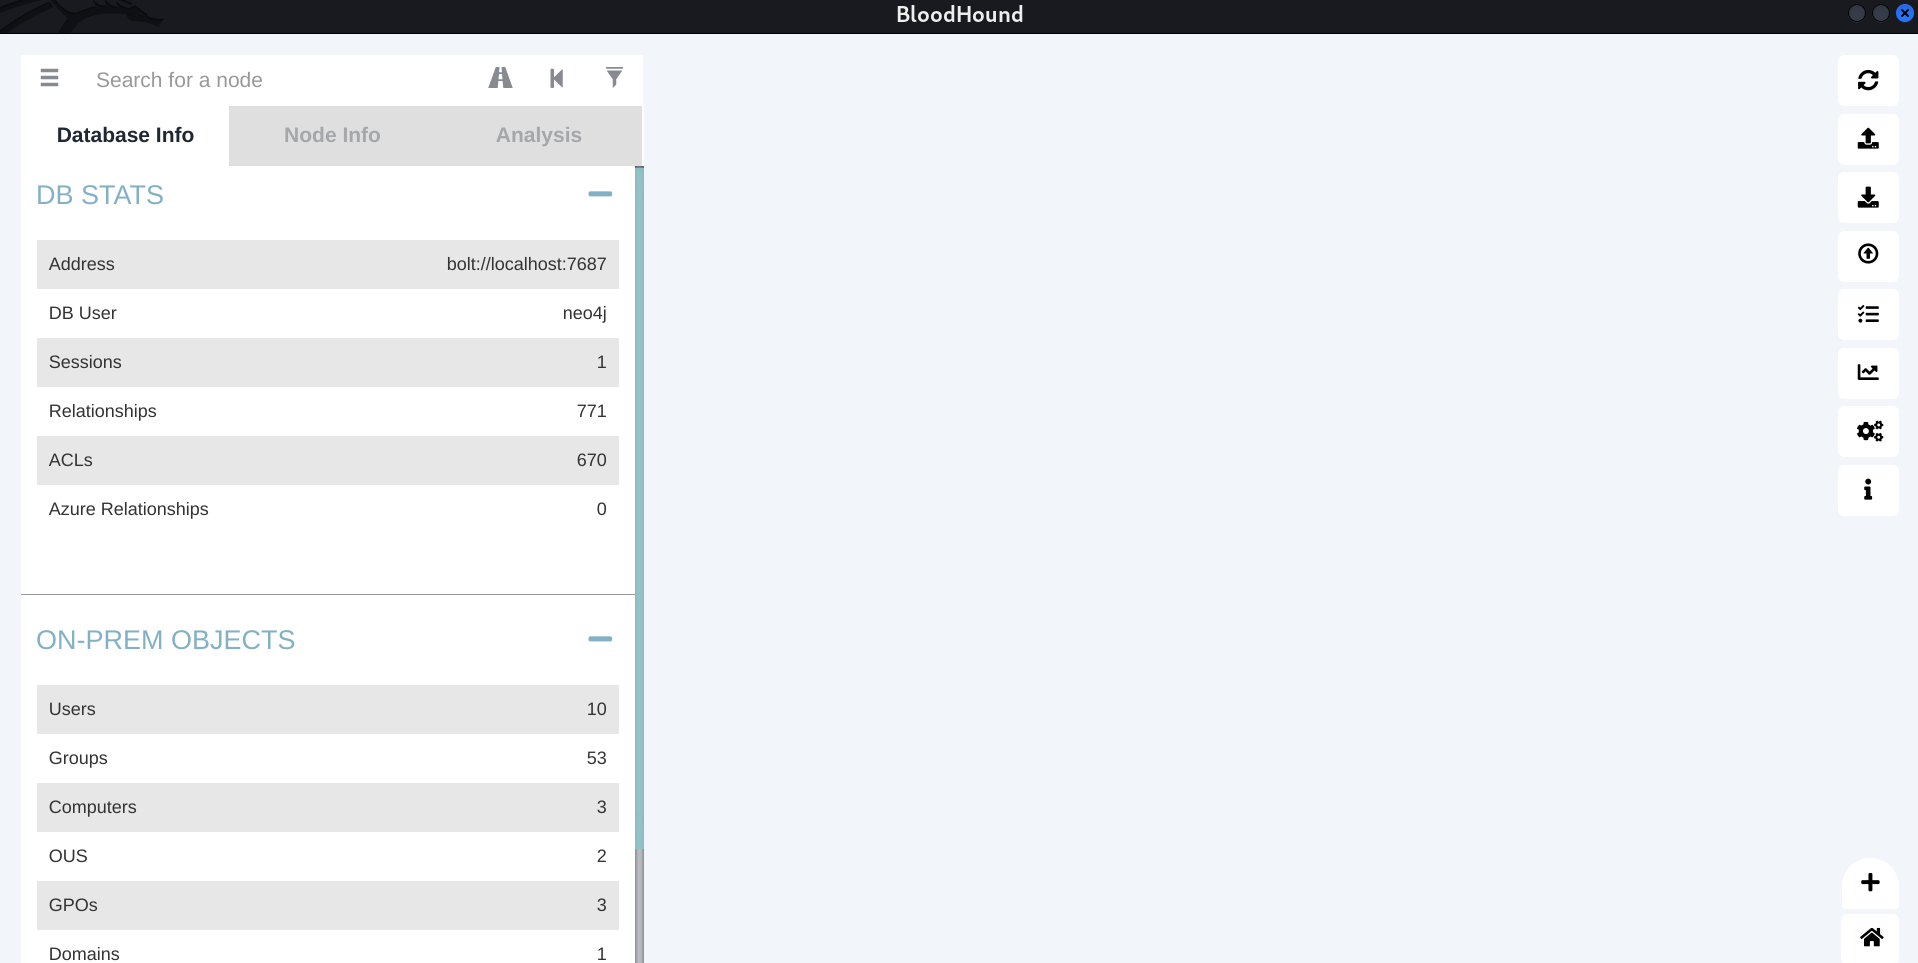 BloodHound
Search for a node
Database Info Node Info Analysis
DB STATS
Address bolt://localhost:7687
DB User neo4j
Sessions 1
Relationships 771
ACLs 670
Azure Relationships 0
ON-PREM OBJECTS
Users 10
Groups 53
Computers 3
OUS 2
GPOs 3
Domains 1